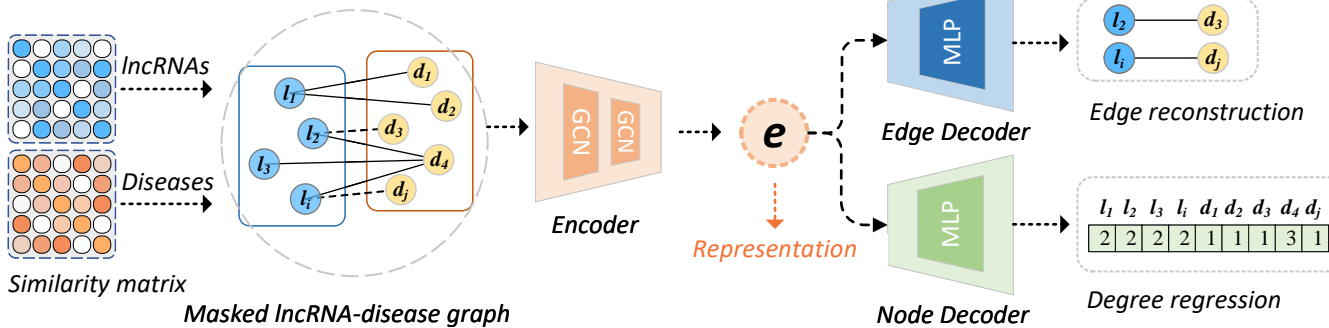 lncRNAs
Diseases
Similarity matrix
l1
l2
l3
li
d1
d2
d3
d4
dj
Masked lncRNA-disease graph
GCN
GCN
Encoder
e
Representation
MLP
Edge Decoder
MLP
Node Decoder
l2 d3
li dj
Edge reconstruction
l1 l2 l3 li d1 d2 d3 d4 dj
2 2 2 2 1 1 1 3 1
Degree regression